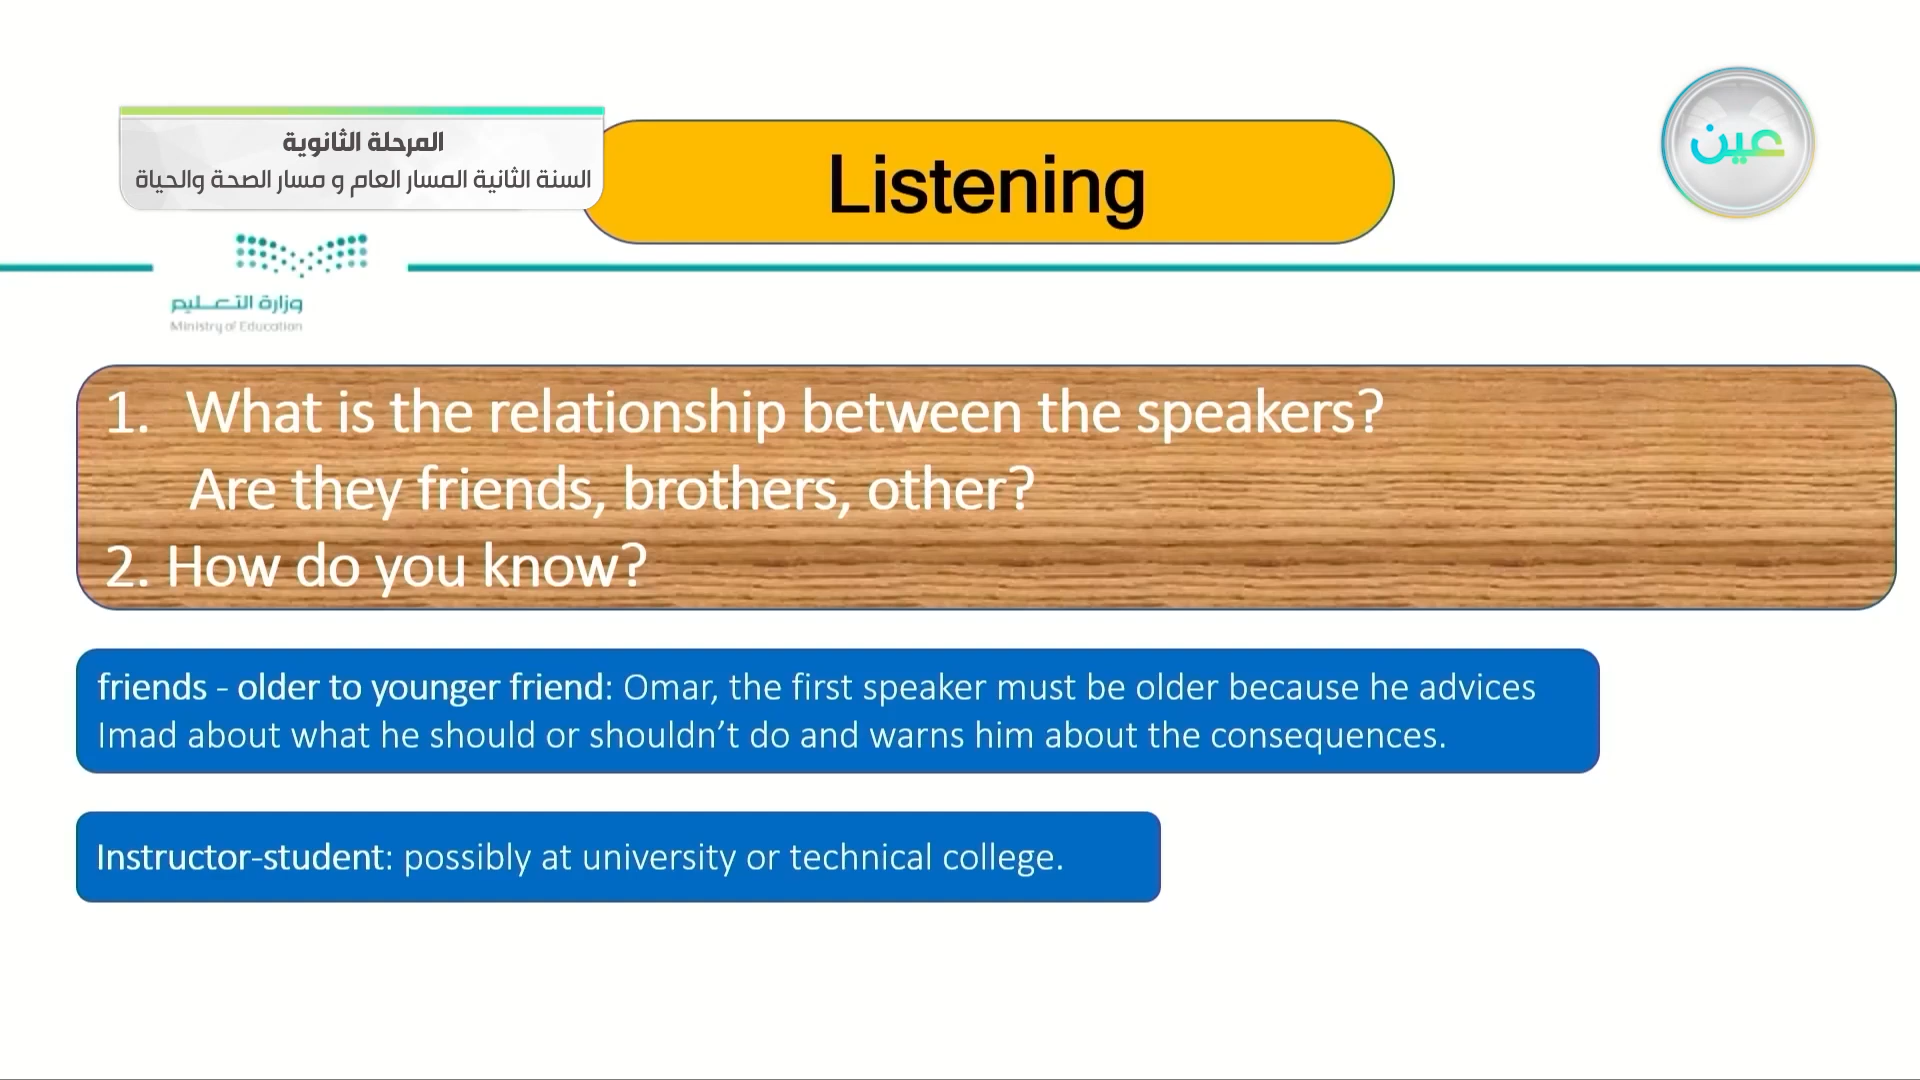 المرحلة الثانوية
السنة الثانية المسار العام و مسار الصحة والحياة
Listening
عين
وزارة التعليم
Ministry of Education
1. What is the relationship between the speakers?
Are they friends, brothers, other?
2. How do you know?
friends - older to younger friend: Omar, the first speaker must be older because he advices
Imad about what he should or shouldn’t do and warns him about the consequences.
Instructor-student: possibly at university or technical college.